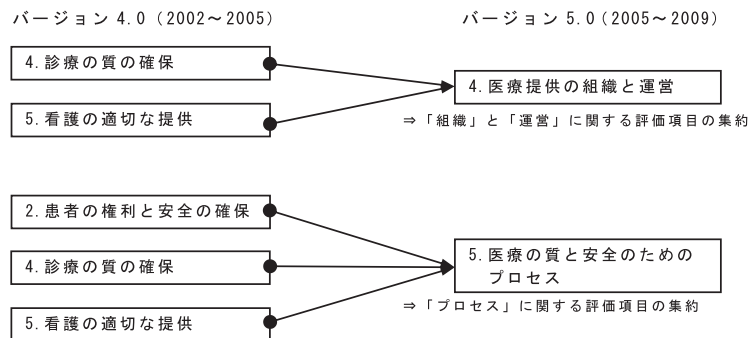 バージョン 4.0 (2002～2005)
バージョン 5.0 (2005～2009)
4.診療の質の確保
5.看護の適切な提供
4.医療提供の組織と運営
⇒「組織」と「運営」に関する評価項目の集約
2.患者の権利と安全の確保
4.診療の質の確保
5.看護の適切な提供
5.医療の質と安全のための
プロセス
⇒「プロセス」に関する評価項目の集約